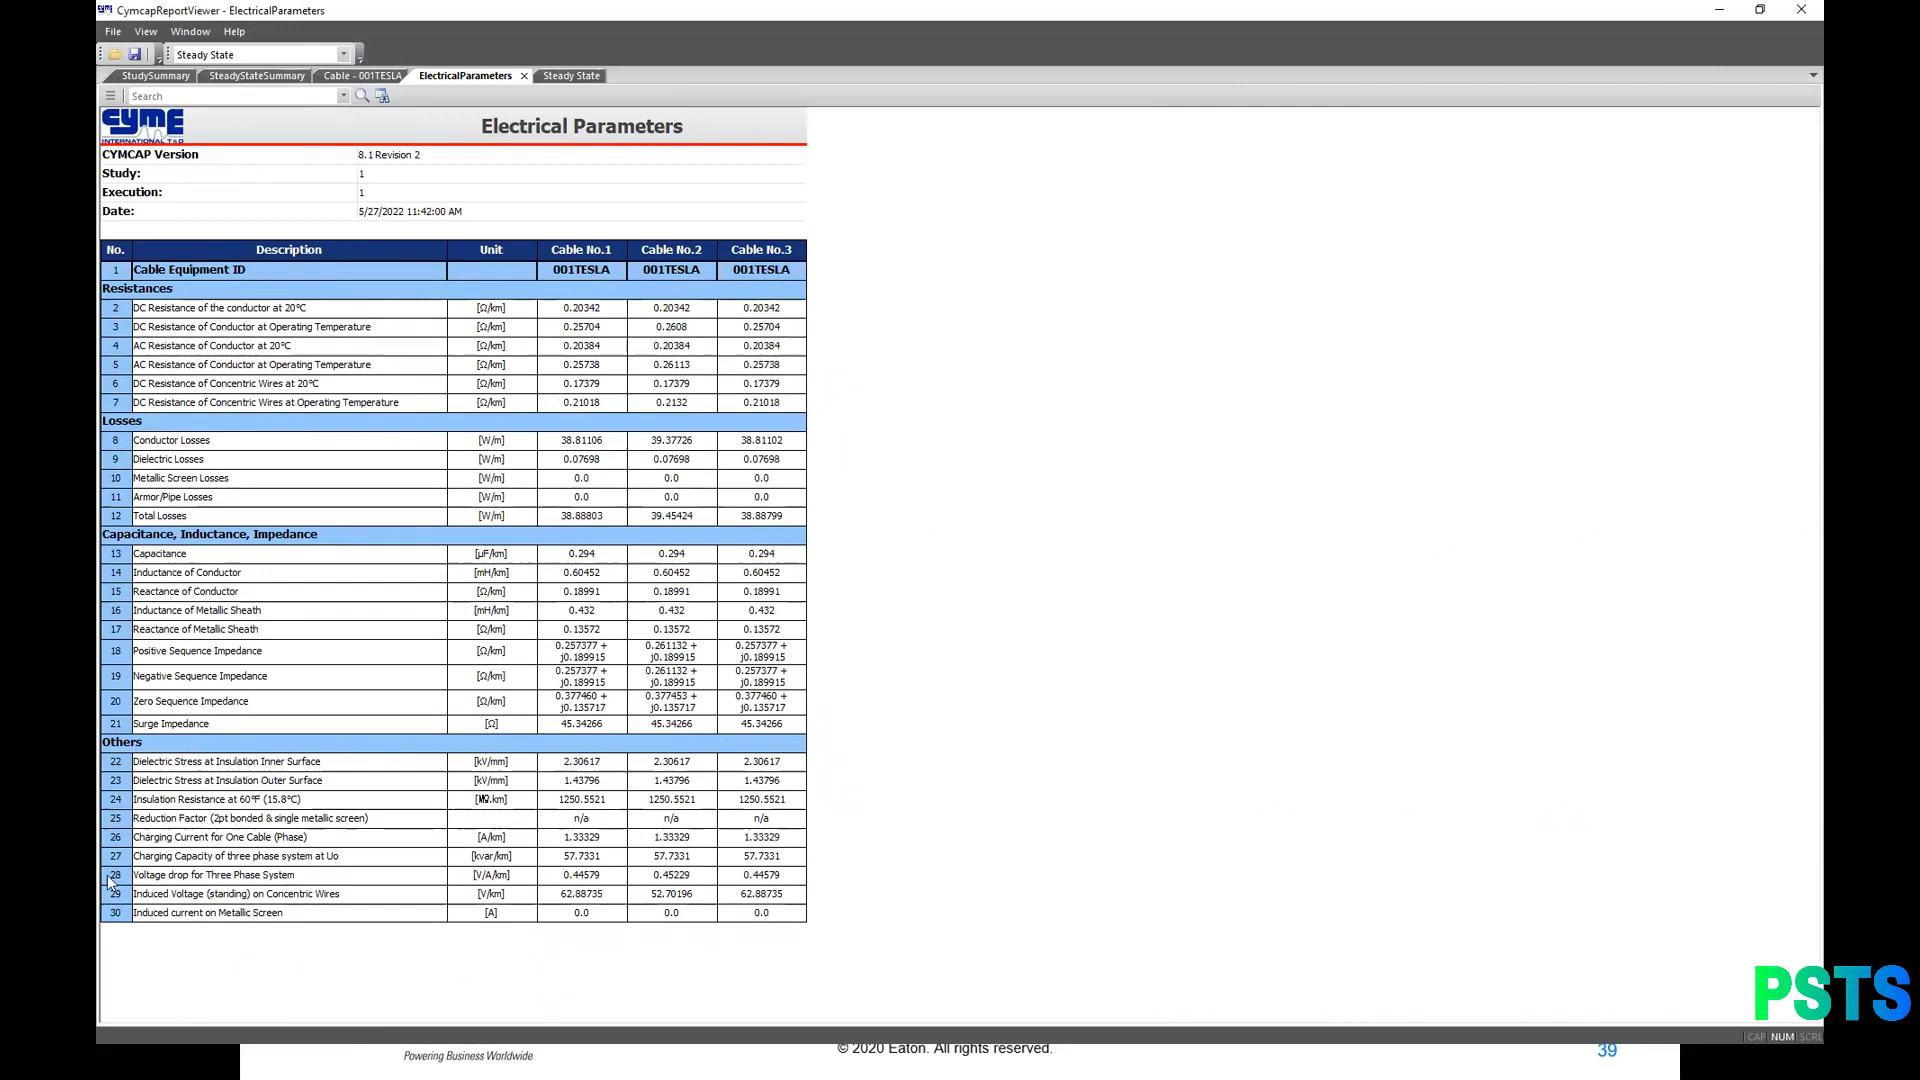 CYME CymcapReportViewer - ElectricalParameters
File View Window Help
Steady State
StudySummary SteadyStateSummary Cable - 001TESLA ElectricalParameters Steady State
Search
CYME
INTERNATIONAL T&D
Electrical Parameters
CYMCAP Version 8.1 Revision 2
Study: 1
Execution: 1
Date: 5/27/2022 11:42:00 AM
No. Description Unit Cable No.1 Cable No.2 Cable No.3
1 Cable Equipment ID 001TESLA 001TESLA 001TESLA
Resistances
2 DC Resistance of the conductor at 20°C [Ω/km] 0.20342 0.20342 0.20342
3 DC Resistance of Conductor at Operating Temperature [Ω/km] 0.25704 0.2608 0.25704
4 AC Resistance of Conductor at 20°C [Ω/km] 0.20384 0.20384 0.20384
5 AC Resistance of Conductor at Operating Temperature [Ω/km] 0.25738 0.26113 0.25738
6 DC Resistance of Concentric Wires at 20°C [Ω/km] 0.17379 0.17379 0.17379
7 DC Resistance of Concentric Wires at Operating Temperature [Ω/km] 0.21018 0.2132 0.21018
Losses
8 Conductor Losses [W/m] 38.81106 39.37726 38.81102
9 Dielectric Losses [W/m] 0.07698 0.07698 0.07698
10 Metallic Screen Losses [W/m] 0.0 0.0 0.0
11 Armor/Pipe Losses [W/m] 0.0 0.0 0.0
12 Total Losses [W/m] 38.88803 39.45424 38.88799
Capacitance, Inductance, Impedance
13 Capacitance [µF/km] 0.294 0.294 0.294
14 Inductance of Conductor [mH/km] 0.60452 0.60452 0.60452
15 Reactance of Conductor [Ω/km] 0.18991 0.18991 0.18991
16 Inductance of Metallic Sheath [mH/km] 0.432 0.432 0.432
17 Reactance of Metallic Sheath [Ω/km] 0.13572 0.13572 0.13572
18 Positive Sequence Impedance [Ω/km] 0.257377 + j0.189915 0.261132 + j0.189915 0.257377 + j0.189915
19 Negative Sequence Impedance [Ω/km] 0.257377 + j0.189915 0.261132 + j0.189915 0.257377 + j0.189915
20 Zero Sequence Impedance [Ω/km] 0.377460 + j0.135717 0.377453 + j0.135717 0.377460 + j0.135717
21 Surge Impedance [Ω] 45.34266 45.34266 45.34266
Others
22 Dielectric Stress at Insulation Inner Surface [kV/mm] 2.30617 2.30617 2.30617
23 Dielectric Stress at Insulation Outer Surface [kV/mm] 1.43796 1.43796 1.43796
24 Insulation Resistance at 60°F (15.8°C) [MΩ.km] 1250.5521 1250.5521 1250.5521
25 Reduction Factor (2pt bonded & single metallic screen) n/a n/a n/a
26 Charging Current for One Cable (Phase) [A/km] 1.33329 1.33329 1.33329
27 Charging Capacity of three phase system at Uo [kvar/km] 57.7331 57.7331 57.7331
28 Voltage drop for Three Phase System [V/A/km] 0.44579 0.45229 0.44579
29 Induced Voltage (standing) on Concentric Wires [V/km] 62.88735 52.70196 62.88735
30 Induced current on Metallic Screen [A] 0.0 0.0 0.0
PSTS
CAP NUM SCRL
Powering Business Worldwide
© 2020 Eaton. All rights reserved.
39